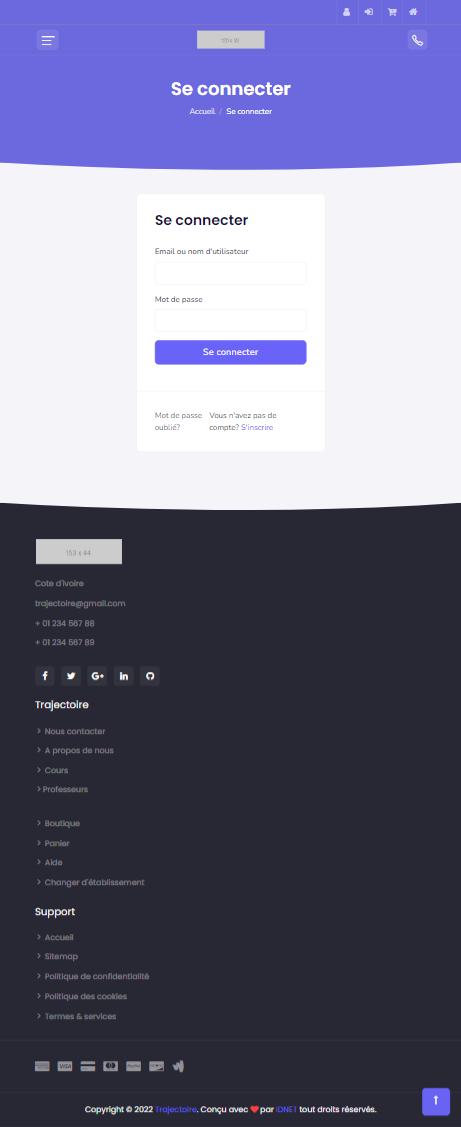 Se connecter
Accueil / Se connecter
Se connecter
Email ou nom d'utilisateur
Mot de passe
Se connecter
Mot de passe oublié?
Vous n'avez pas de compte? S'inscrire
153 x 44
Cote d'Ivoire
trajectoire@gmail.com
+ 01 234 567 88
+ 01 234 567 89
Trajectoire
Nous contacter
A propos de nous
Cours
Professeurs
Boutique
Panier
Aide
Changer d'établissement
Support
Accueil
Sitemap
Politique de confidentialité
Politique des cookies
Termes & services
VISA
Copyright © 2022 Trajectoire. Conçu avec ❤ par IDNET tout droits réservés.